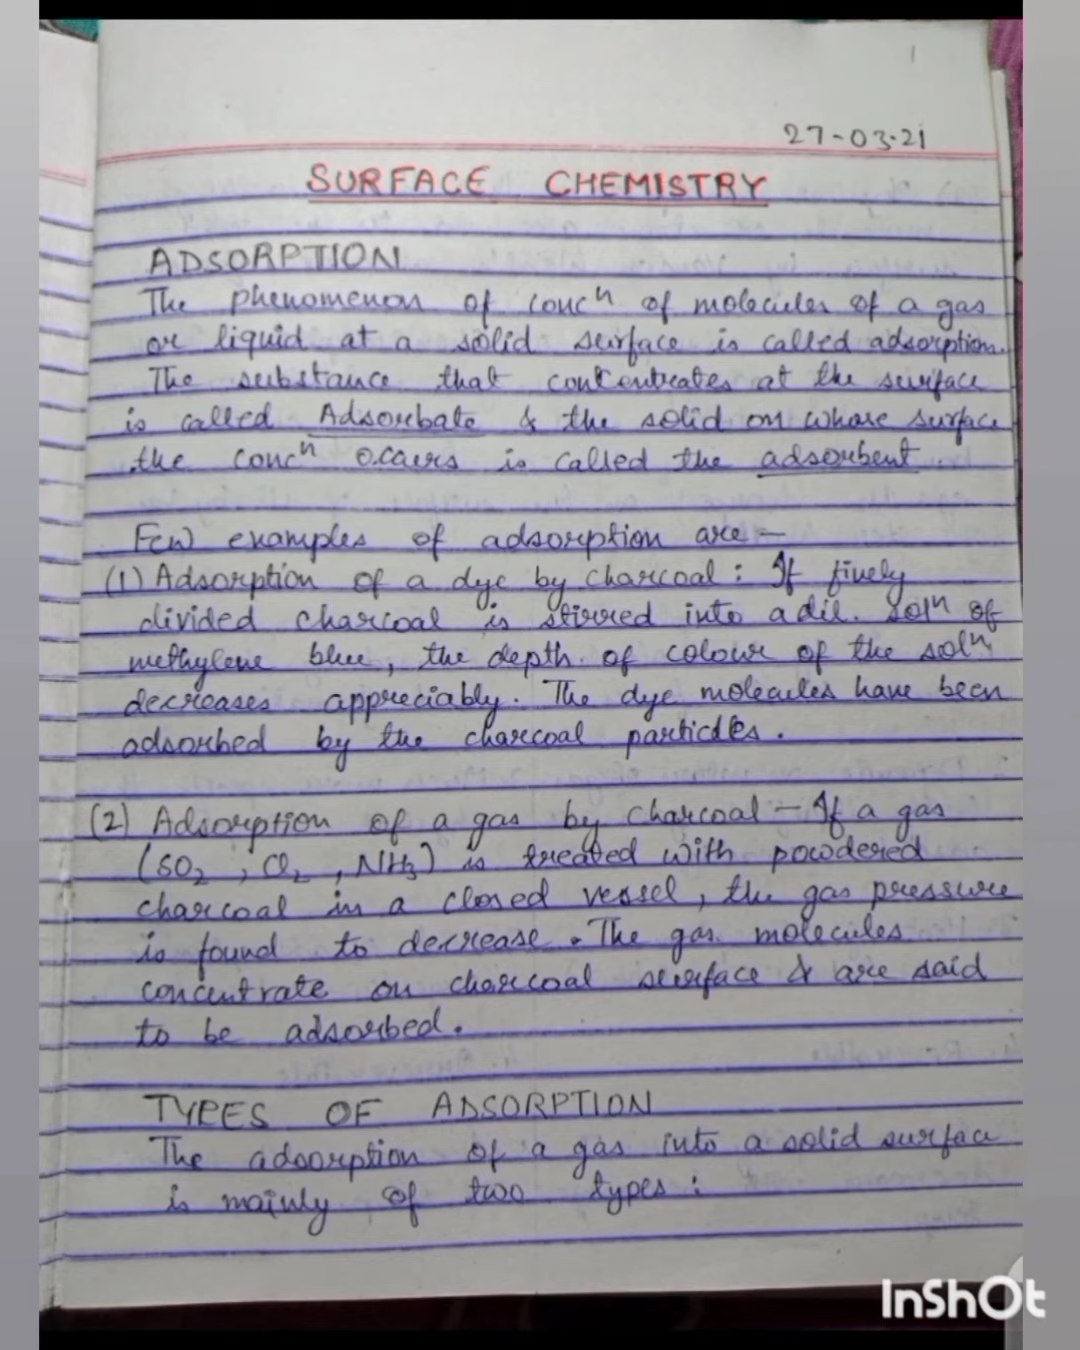 1
27-03-21
SURFACE CHEMISTRY
ADSORPTION
The phenomenon of concⁿ of molecules of a gas
or liquid at a solid surface is called adsorption.
The substance that concentrates at the surface
is called Adsorbate & the solid on whose surface
the concⁿ occurs is called the adsorbent
Few examples of adsorption are –
(1) Adsorption of a dye by charcoal : If finely
divided charcoal is stirred into a dil. solⁿ of
methylene blue, the depth of colour of the solⁿ
decreases appreciably. The dye molecules have been
adsorbed by the charcoal particles.
(2) Adsorption of a gas by charcoal – If a gas
(SO₂, Cl₂, NH₃) is treated with powdered
charcoal in a closed vessel, the gas pressure
is found to decrease. The gas molecules
concentrate on charcoal surface & are said
to be adsorbed.
TYPES OF ADSORPTION
The adsorption of a gas into a solid surface
is mainly of two types :
InShOt